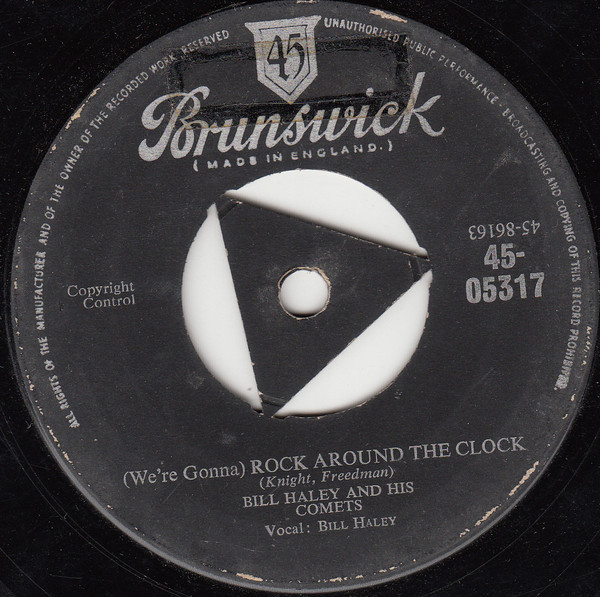 ALL RIGHTS OF THE MANUFACTURER AND OF THE OWNER OF THE RECORDED WORK RESERVED
UNAUTHORISED PUBLIC PERFORMANCE · BROADCASTING AND COPYING OF THIS RECORD PROHIBITED
45
Brunswick
(MADE IN ENGLAND.)
45-86163
45-
05317
Copyright
Control
(We're Gonna) ROCK AROUND THE CLOCK
(Knight, Freedman)
BILL HALEY AND HIS
COMETS
Vocal: BILL HALEY